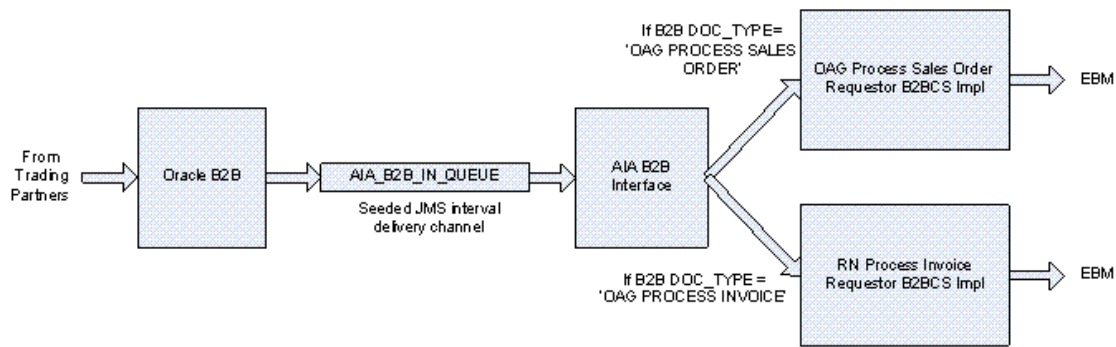 If B2B DOC_TYPE=
'OAG PROCESS SALES
ORDER'
OAG Process Sales Order
Requestor B2BCS Impl
EBM
From
Trading
Partners
Oracle B2B
AIA_B2B_IN_QUEUE
Seeded JMS interval
delivery channel
AIA B2B
Interface
If B2B DOC_TYPE =
'OAG PROCESS INVOICE'
RN Process Invoice
Requestor B2BCS Impl
EBM